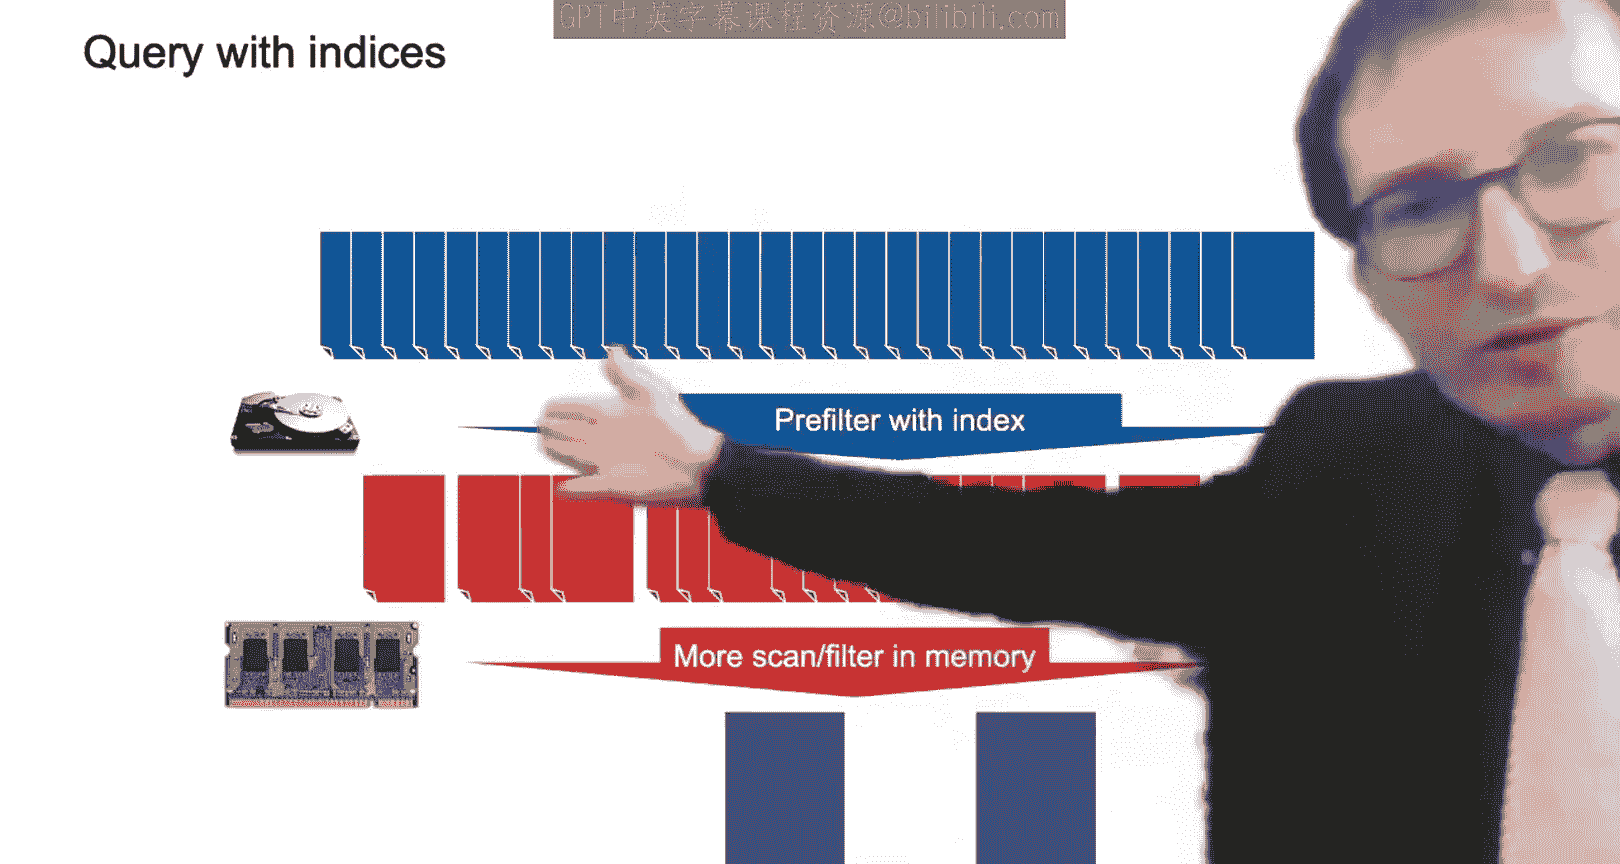 GPT中英字幕课程资源@bilibili.com
Query with indices
Prefilter with index
More scan/filter in memory